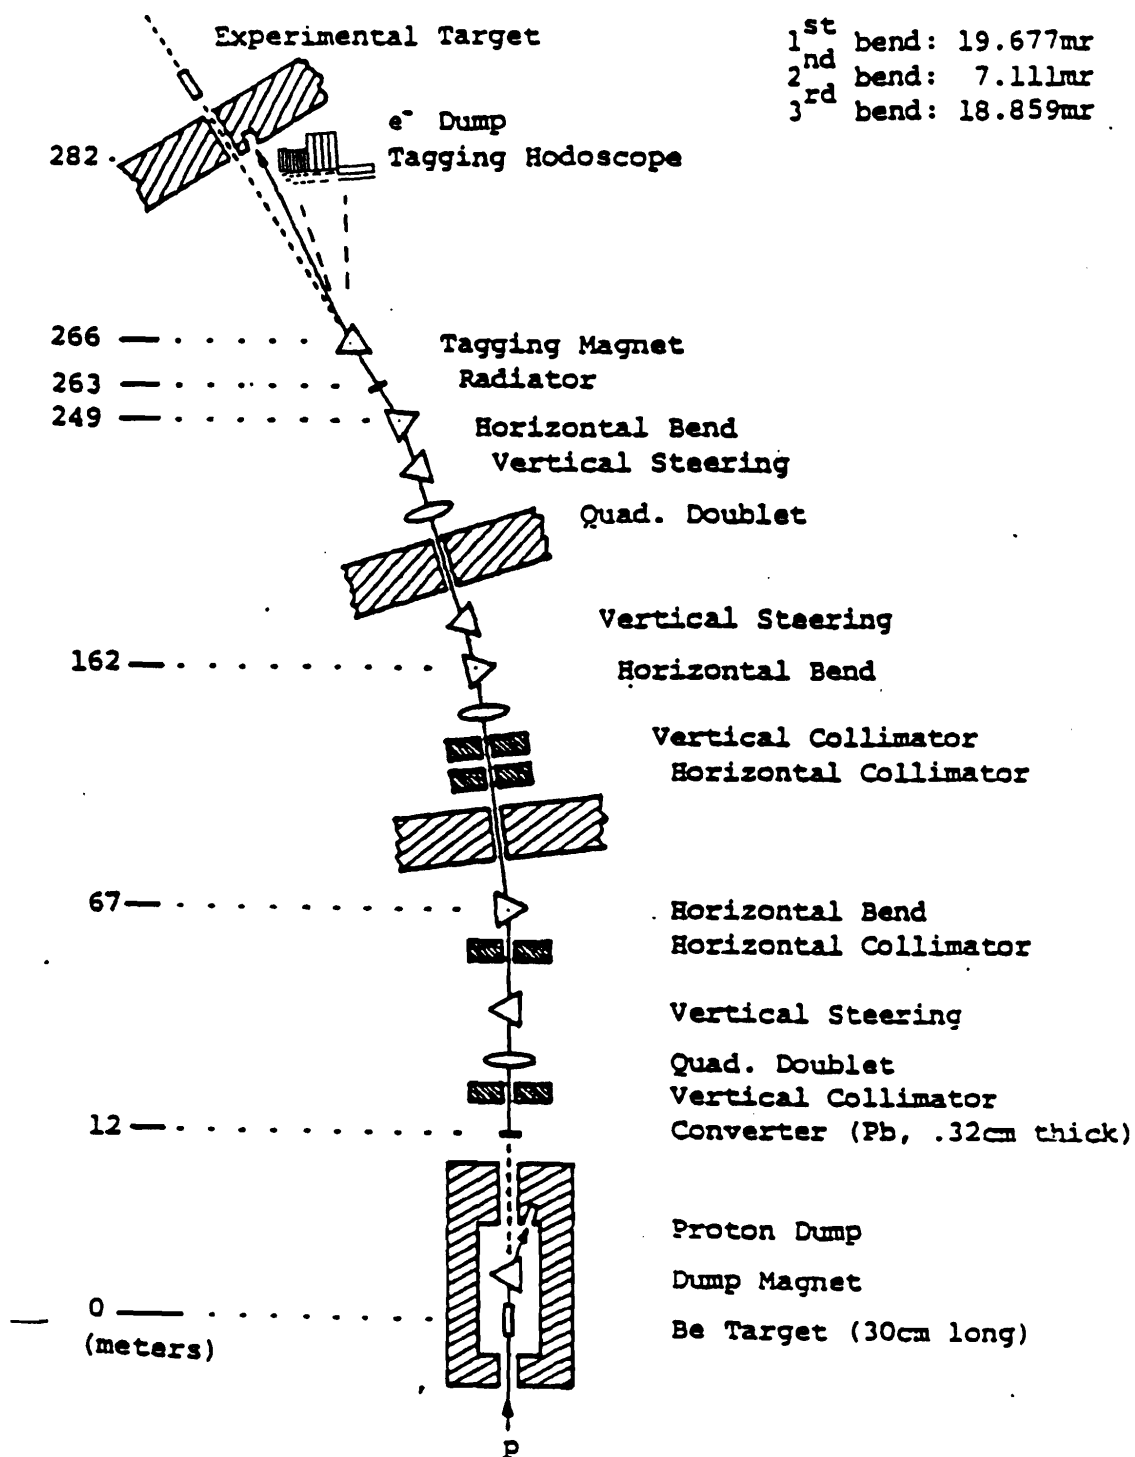 Experimental Target
1st bend: 19.677mr
2nd bend: 7.111mr
3rd bend: 18.859mr
e- Dump
282
Tagging Hodoscope
266
Tagging Magnet
263
Radiator
249
Horizontal Bend
Vertical Steering
Quad. Doublet
Vertical Steering
162
Horizontal Bend
Vertical Collimator
Horizontal Collimator
67
Horizontal Bend
Horizontal Collimator
Vertical Steering
Quad. Doublet
Vertical Collimator
12
Converter (Pb, .32cm thick)
Proton Dump
Dump Magnet
0
(meters)
Be Target (30cm long)
p